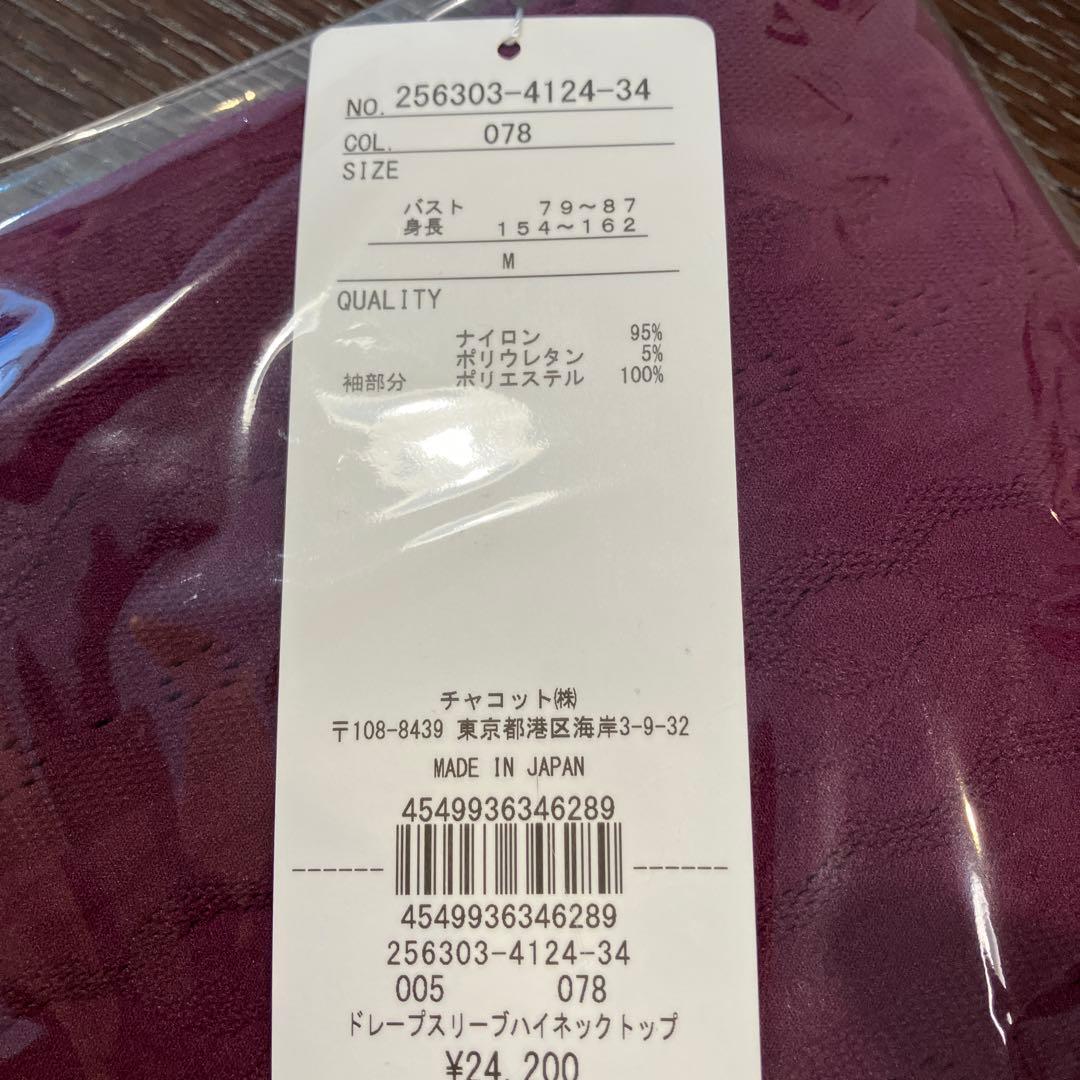 NO. 256303-4124-34
COL. 078
SIZE
バスト 79～87
身長 154～162
M
QUALITY
ナイロン 95%
ポリウレタン 5%
袖部分 ポリエステル 100%
チャコット㈱
〒108-8439 東京都港区海岸3-9-32
MADE IN JAPAN
4549936346289
4549936346289
256303-4124-34
005 078
ドレープスリーブハイネックトップ
¥24,200